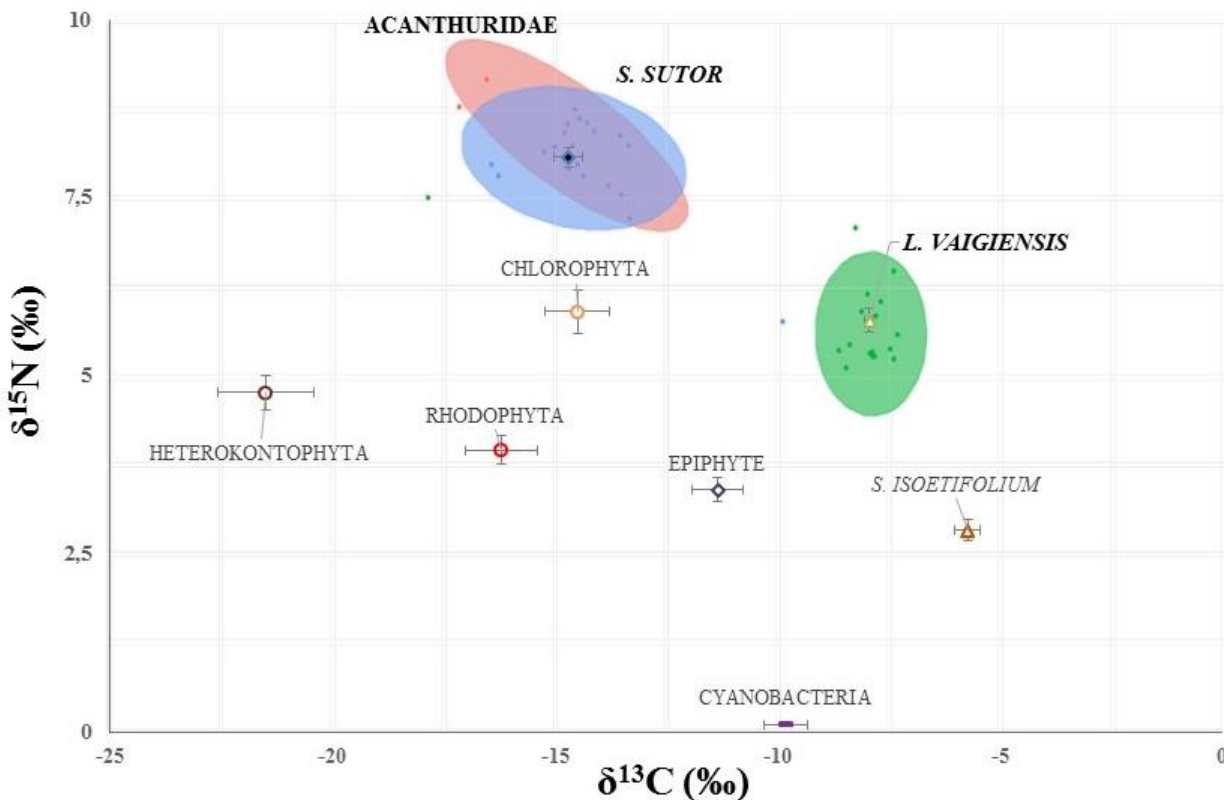 10
ACANTHURIDAE
S. SUTOR
7,5
L. VAIGIENSIS
CHLOROPHYTA
δ¹⁵N (‰)
5
RHODOPHYTA
HETEROKONTOPHYTA
EPIPHYTE
S. ISOETIFOLIUM
2,5
CYANOBACTERIA
0
-25
-20
-15
-10
-5
0
δ¹³C (‰)